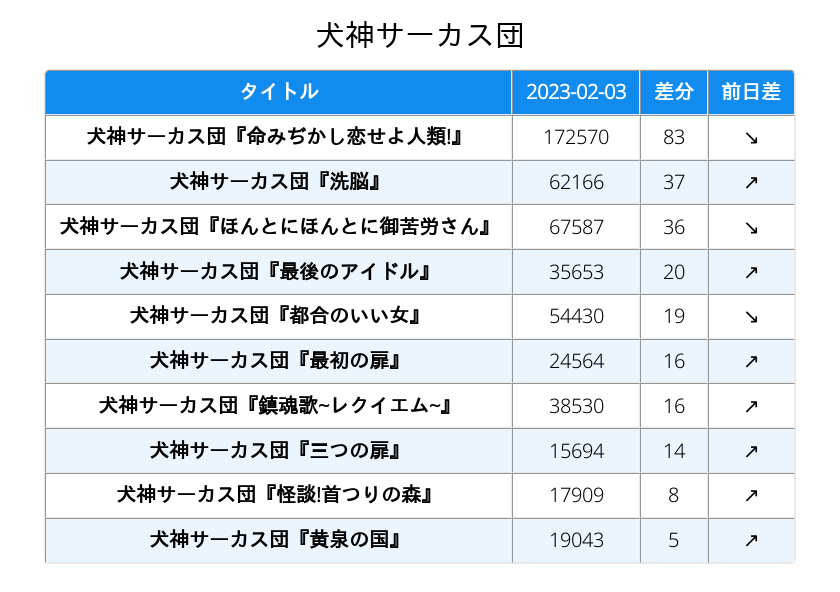 犬神サーカス団
タイトル 2023-02-03 差分 前日差
犬神サーカス団『命みぢかし恋せよ人類!』 172570 83 ↘
犬神サーカス団『洗脳』 62166 37 ↗
犬神サーカス団『ほんとにほんとに御苦労さん』 67587 36 ↘
犬神サーカス団『最後のアイドル』 35653 20 ↗
犬神サーカス団『都合のいい女』 54430 19 ↘
犬神サーカス団『最初の扉』 24564 16 ↗
犬神サーカス団『鎮魂歌~レクイエム~』 38530 16 ↗
犬神サーカス団『三つの扉』 15694 14 ↗
犬神サーカス団『怪談!首つりの森』 17909 8 ↗
犬神サーカス団『黄泉の国』 19043 5 ↗